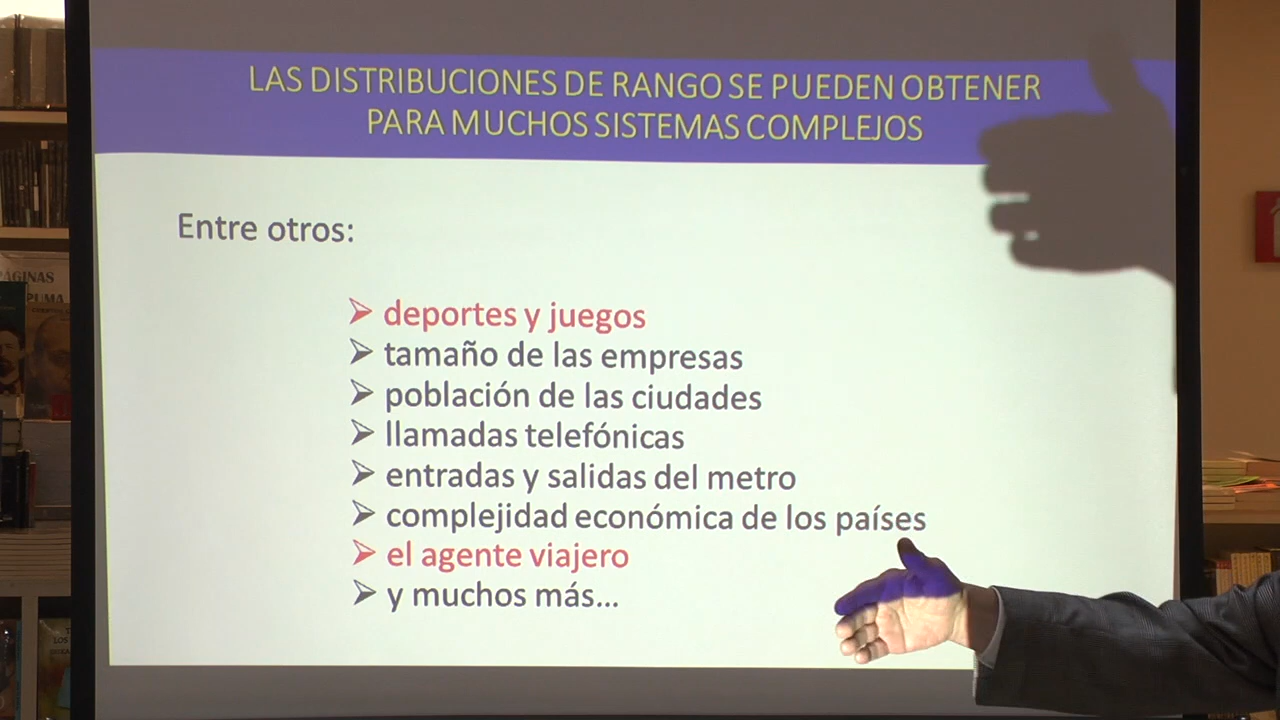 LAS DISTRIBUCIONES DE RANGO SE PUEDEN OBTENER
PARA MUCHOS SISTEMAS COMPLEJOS
Entre otros:
➢ deportes y juegos
➢ tamaño de las empresas
➢ población de las ciudades
➢ llamadas telefónicas
➢ entradas y salidas del metro
➢ complejidad económica de los países
➢ el agente viajero
➢ y muchos más...
PÁGINAS
PUMA